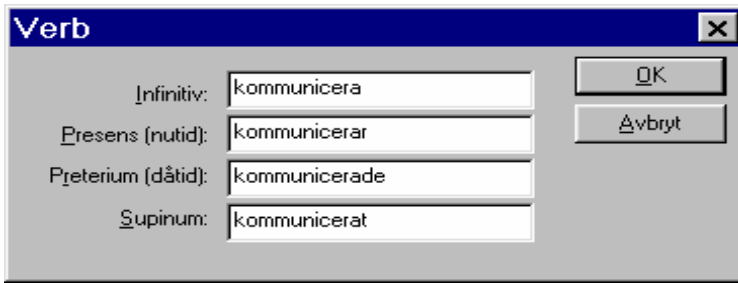 Verb
Infinitiv: kommunicera
OK
Presens (nutid): kommunicerar
Avbryt
Preterium (dåtid): kommunicerade
Supinum: kommunicerat